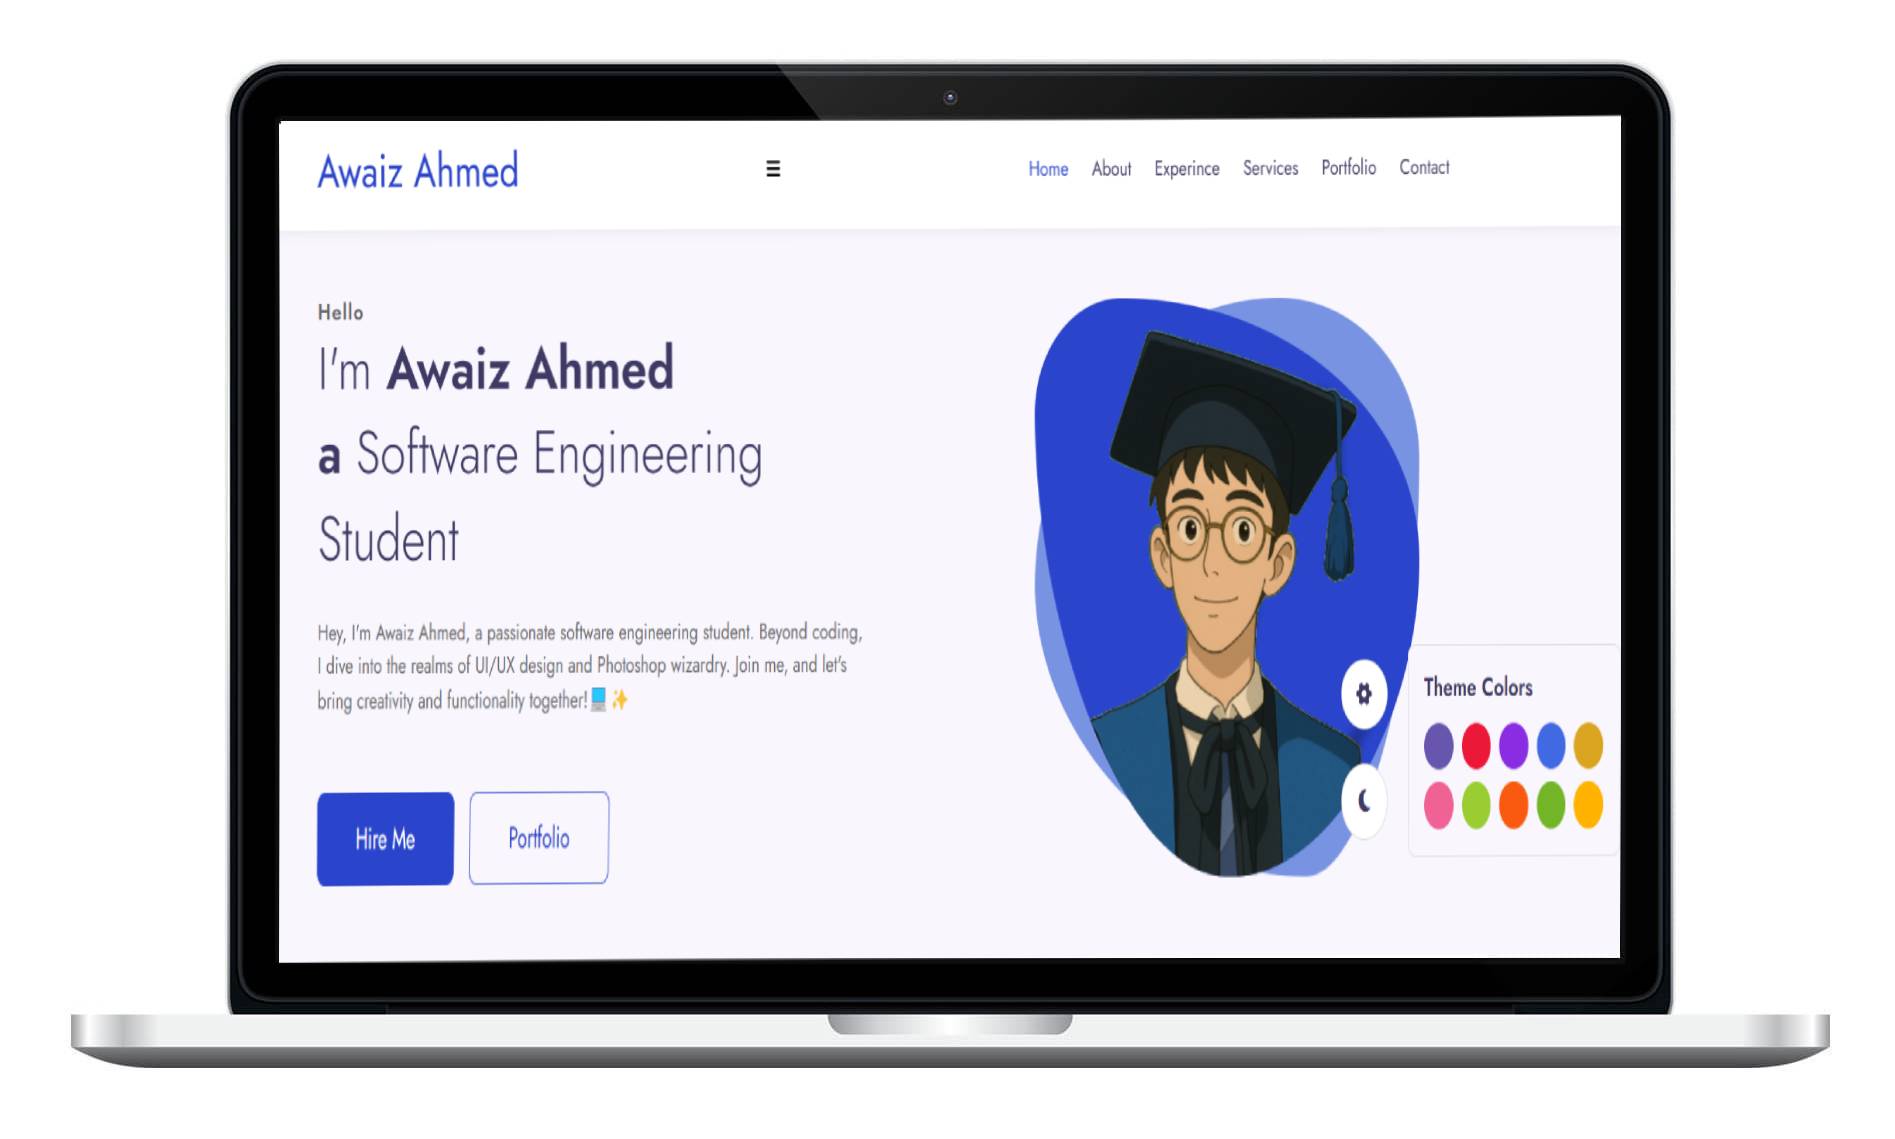 Awaiz Ahmed
Home About Experince Services Portfolio Contact
Hello
I'm Awaiz Ahmed
a Software Engineering
Student
Hey, I'm Awaiz Ahmed, a passionate software engineering student. Beyond coding,
I dive into the realms of UI/UX design and Photoshop wizardry. Join me, and let's
bring creativity and functionality together!💻 ✨
Hire Me Portfolio
Theme Colors